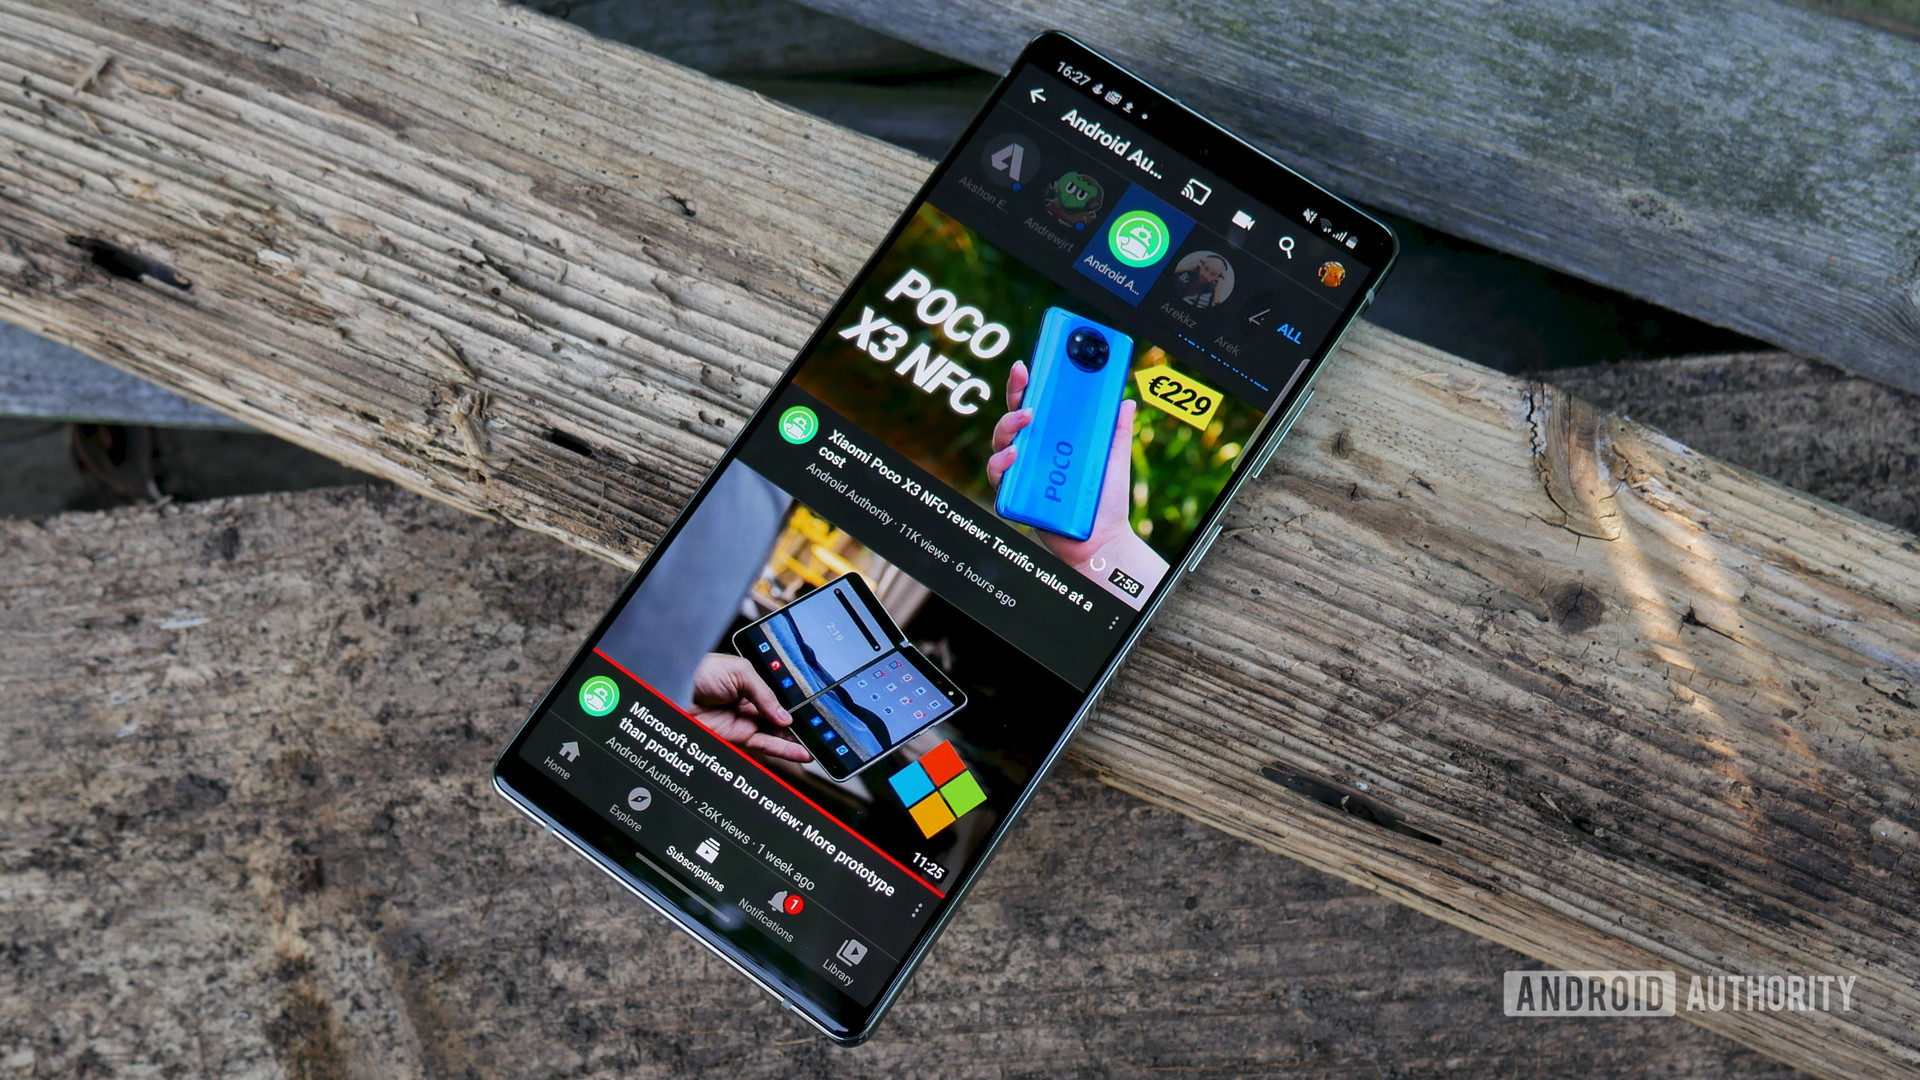 16:27
Android Au...
Akshon E...
Andrewjrt
Android A...
Arekkz
Arek
ALL
POCO
X3 NFC
€229
POCO
7:58
Xiaomi Poco X3 NFC review: Terrific value at a
cost
Android Authority · 11K views · 6 hours ago
2:19
11:25
Microsoft Surface Duo review: More prototype
than product
Android Authority · 26K views · 1 week ago
Home
Explore
Subscriptions
1
Notifications
Library
ANDROID AUTHORITY